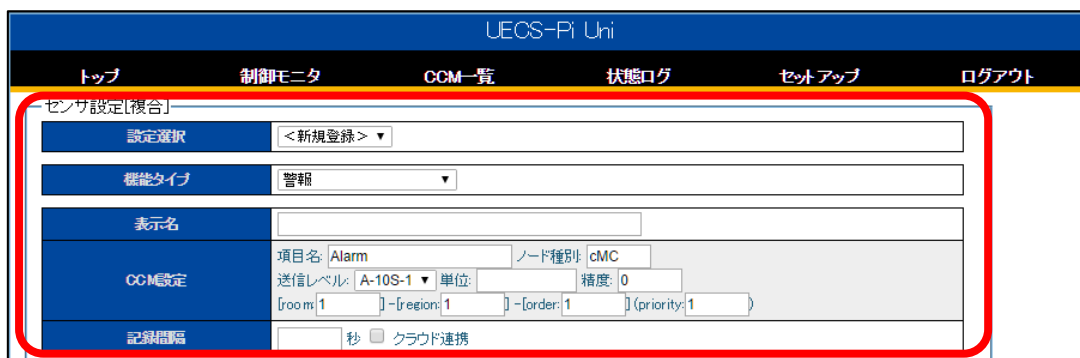 UECS-Pi Uni
トップ 制御モニタ CCM一覧 状態ログ セットアップ ログアウト
センサ設定[複合]
設定選択 <新規登録> ▼
機能タイプ 警報 ▼
表示名
CCM設定 項目名: Alarm ノード種別: cMC
送信レベル: A-10S-1 ▼ 単位: 精度: 0
[room:1 ]-[region:1 ]-[order:1 ](priority:1 )
記録間隔 秒 クラウド連携